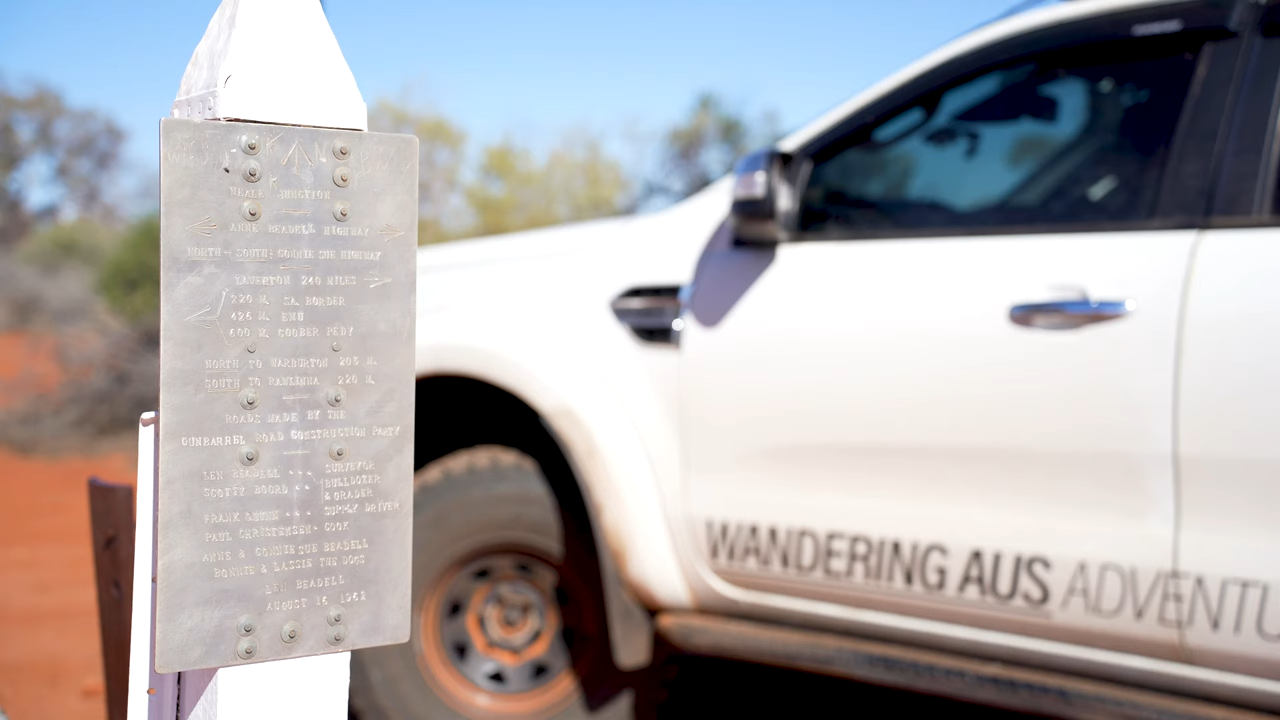 NEALE JUNCTION
ANNE BEADELL HIGHWAY
NORTH - SOUTH: CONNIE SUE HIGHWAY
LAVERTON 240 MILES
220 M. SA. BORDER
426 M. EMU
600 M. COOBER PEDY
NORTH TO WARBURTON 205 M.
SOUTH TO RAWLINNA 220 M.
ROADS MADE BY THE
GUNBARREL ROAD CONSTRUCTION PARTY
LEN BEADELL ... SURVEYOR
SCOTTY BOORD ... BULLDOZER
& GRADER
FRANK QUINN ... SUPPLY DRIVER
PAUL CHRISTENSEN - COOK
ANNE & CONNIE SUE BEADELL
BONNIE & LASSIE THE DOGS
LEN BEADELL
AUGUST 16 1962
WANDERING AUS ADVENTU